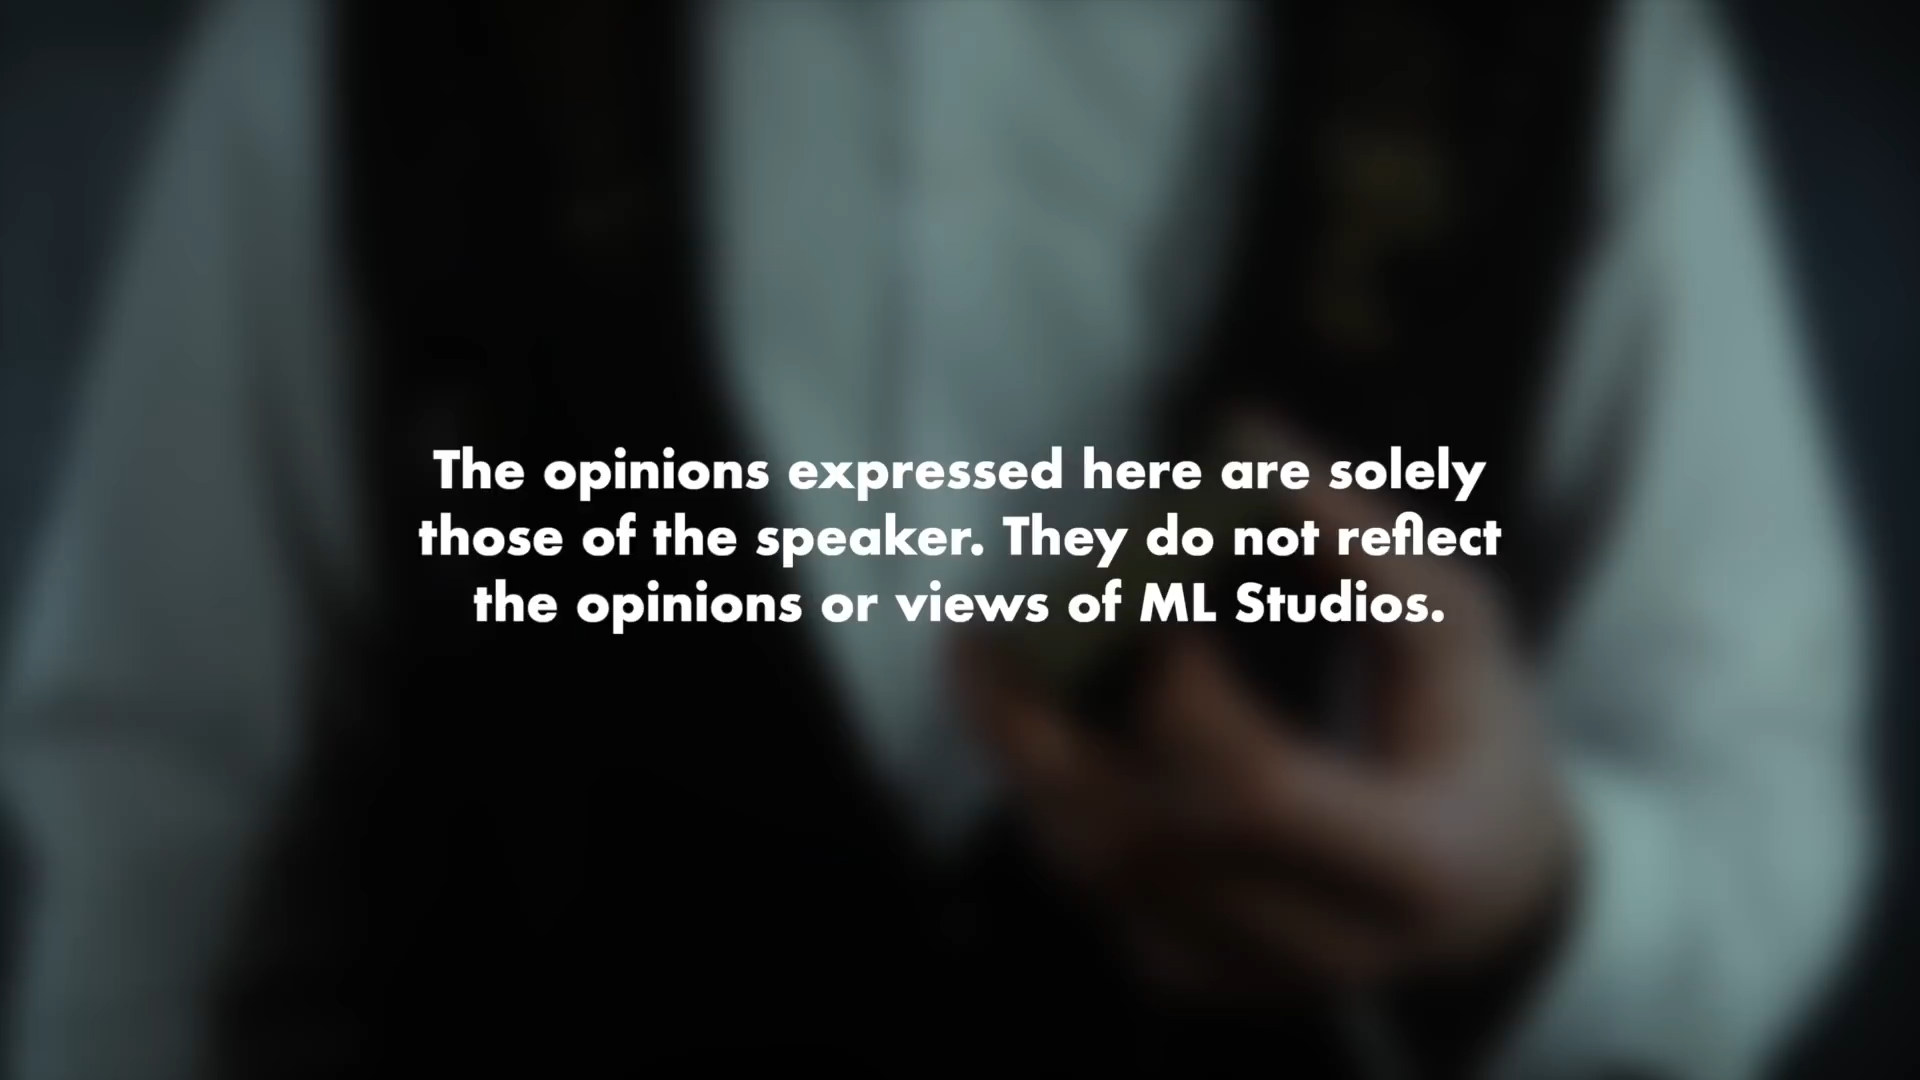 The opinions expressed here are solely
those of the speaker. They do not reflect
the opinions or views of ML Studios.